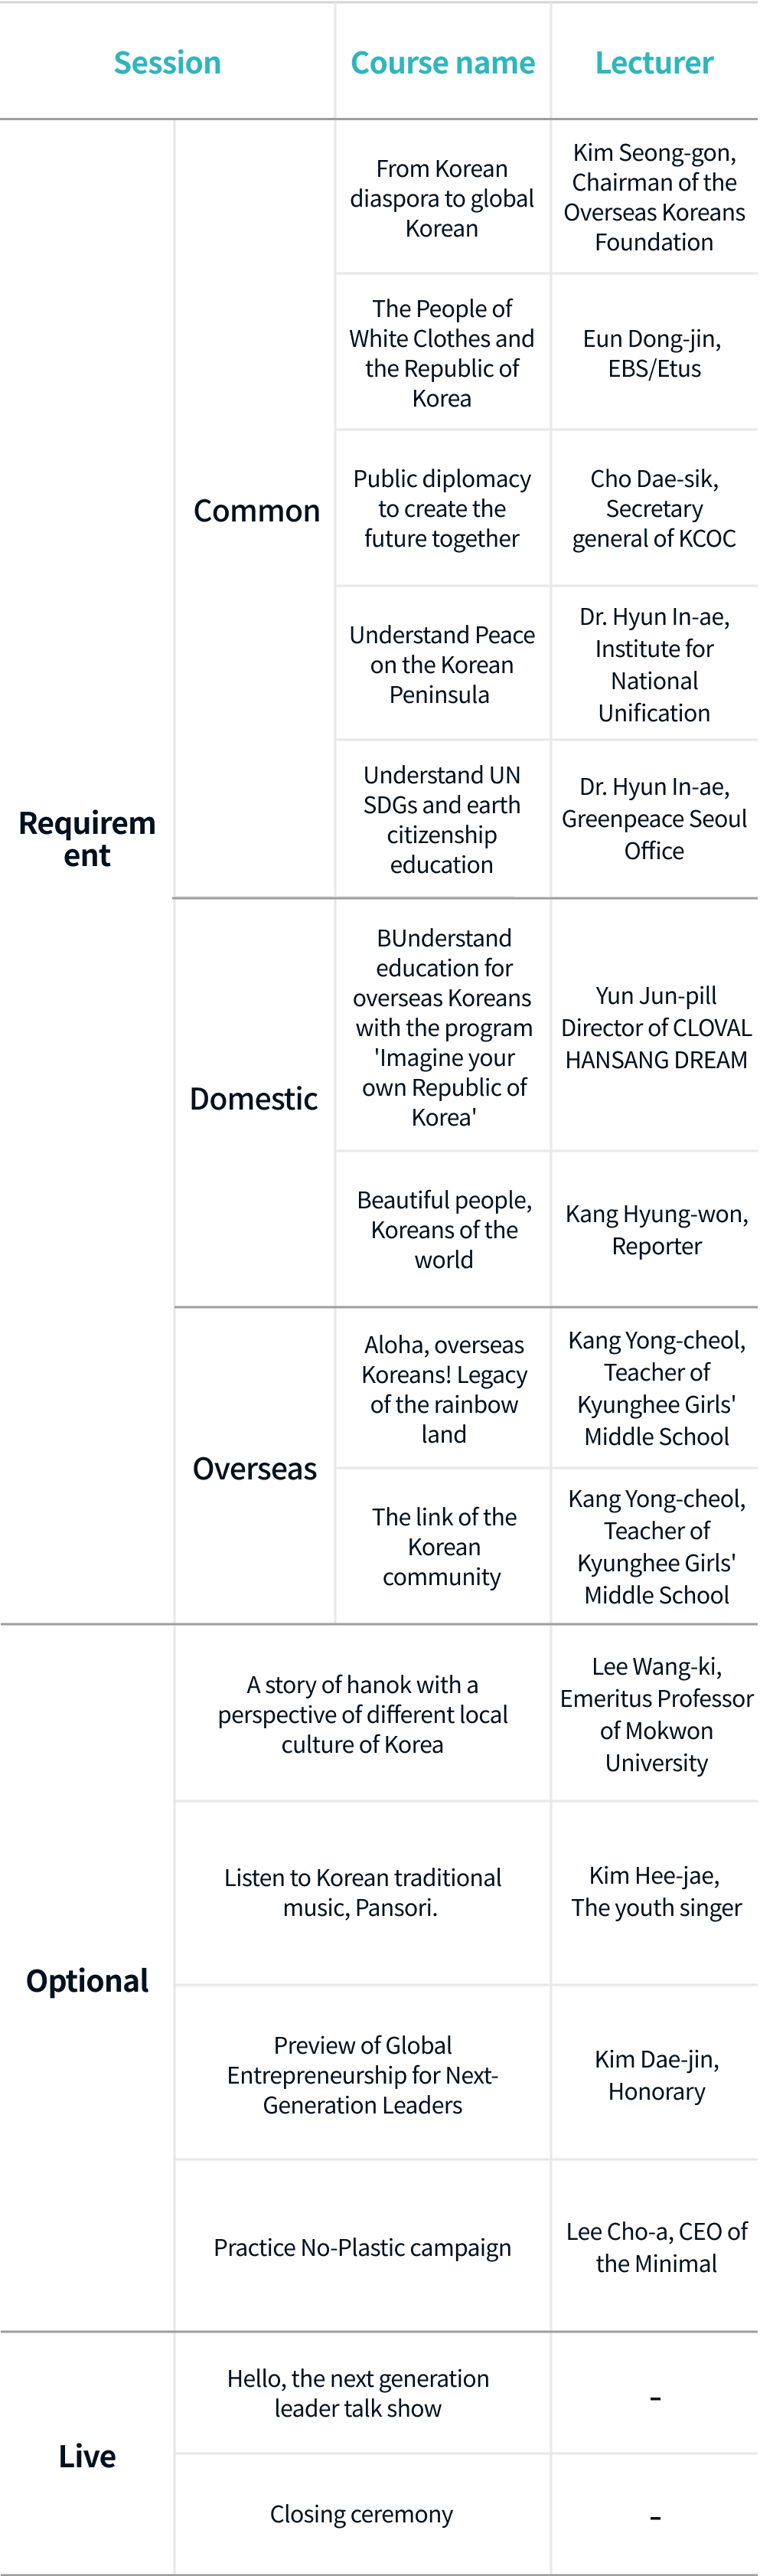 Session
Course name
Lecturer
Requirem
ent
Common
From Korean
diaspora to global
Korean
Kim Seong-gon,
Chairman of the
Overseas Koreans
Foundation
The People of
White Clothes and
the Republic of
Korea
Eun Dong-jin,
EBS/Etus
Public diplomacy
to create the
future together
Cho Dae-sik,
Secretary
general of KCOC
Understand Peace
on the Korean
Peninsula
Dr. Hyun In-ae,
Institute for
National
Unification
Understand UN
SDGs and earth
citizenship
education
Dr. Hyun In-ae,
Greenpeace Seoul
Office
Domestic
BUnderstand
education for
overseas Koreans
with the program
'Imagine your
own Republic of
Korea'
Yun Jun-pill
Director of CLOVAL
HANSANG DREAM
Beautiful people,
Koreans of the
world
Kang Hyung-won,
Reporter
Overseas
Aloha, overseas
Koreans! Legacy
of the rainbow
land
Kang Yong-cheol,
Teacher of
Kyunghee Girls'
Middle School
The link of the
Korean
community
Kang Yong-cheol,
Teacher of
Kyunghee Girls'
Middle School
Optional
A story of hanok with a
perspective of different local
culture of Korea
Lee Wang-ki,
Emeritus Professor
of Mokwon
University
Listen to Korean traditional
music, Pansori.
Kim Hee-jae,
The youth singer
Preview of Global
Entrepreneurship for Next-
Generation Leaders
Kim Dae-jin,
Honorary
Practice No-Plastic campaign
Lee Cho-a, CEO of
the Minimal
Live
Hello, the next generation
leader talk show
-
Closing ceremony
-